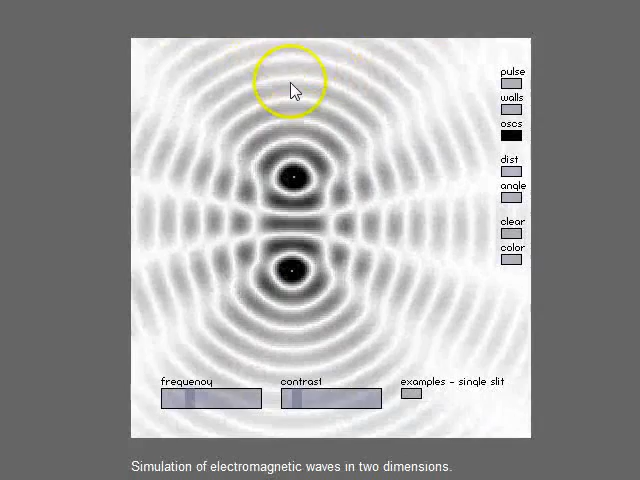 pulse
walls
oscs
dist
angle
clear
color
frequency
contrast
examples - single slit
Simulation of electromagnetic waves in two dimensions.